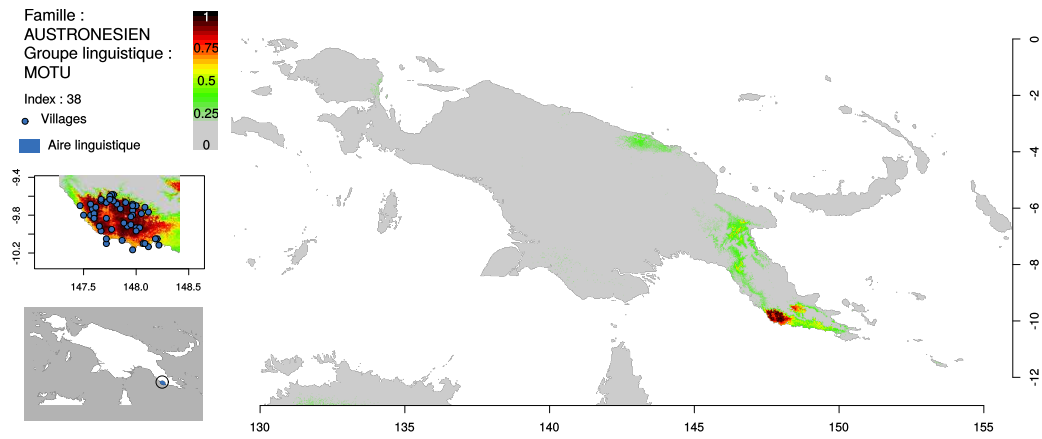 Famille :
AUSTRONESIEN
Groupe linguistique :
MOTU
Index : 38
Villages
Aire linguistique
1
0.75
0.5
0.25
0
-9.4
-9.8
-10.2
147.5 148.0 148.5
0
-2
-4
-6
-8
-10
-12
130 135 140 145 150 155